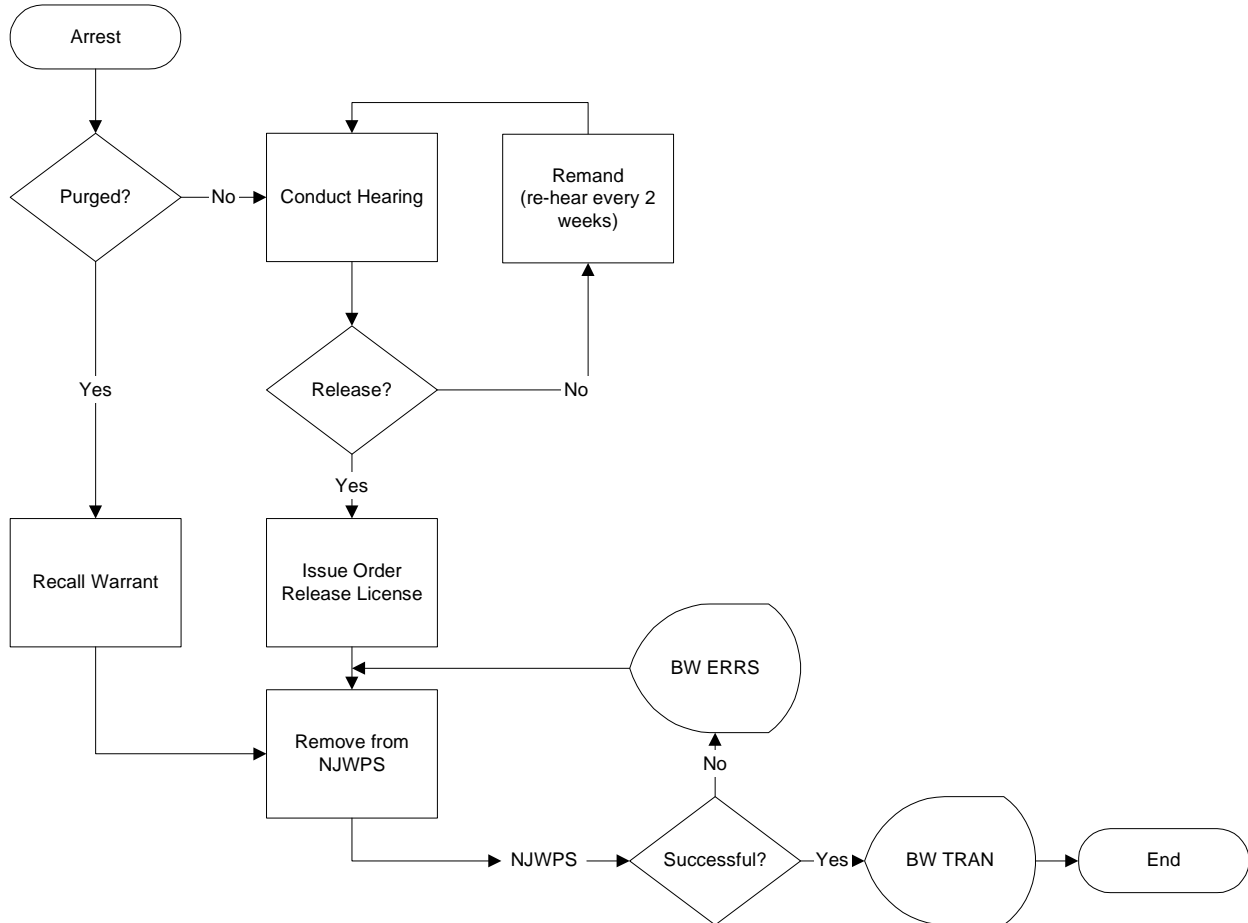 Arrest
Purged?
No
Conduct Hearing
Remand
(re-hear every 2
weeks)
Yes
Release?
No
Yes
Recall Warrant
Issue Order
Release License
BW ERRS
Remove from
NJWPS
No
NJWPS
Successful?
Yes
BW TRAN
End